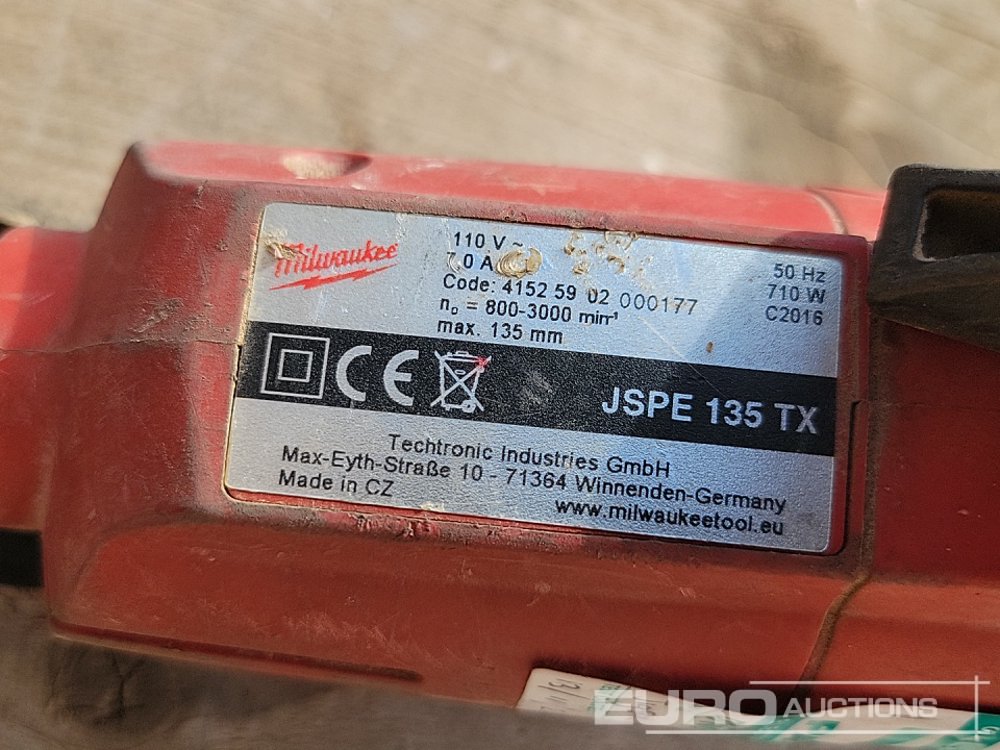 Milwaukee
110 V ~
7.0 A
Code: 4152 59 02 000177
n₀ = 800-3000 min⁻¹
max. 135 mm
50 Hz
710 W
C2016
CE
JSPE 135 TX
Techtronic Industries GmbH
Max-Eyth-Straße 10 - 71364 Winnenden-Germany
Made in CZ
www.milwaukeetool.eu
EURO AUCTIONS